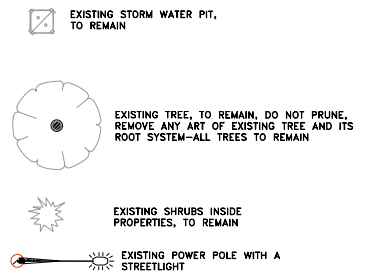 EXISTING STORM WATER PIT,
TO REMAIN
EXISTING TREE, TO REMAIN, DO NOT PRUNE,
REMOVE ANY ART OF EXISTING TREE AND ITS
ROOT SYSTEM-ALL TREES TO REMAIN
EXISTING SHRUBS INSIDE
PROPERTIES, TO REMAIN
EXISTING POWER POLE WITH A
STREETLIGHT